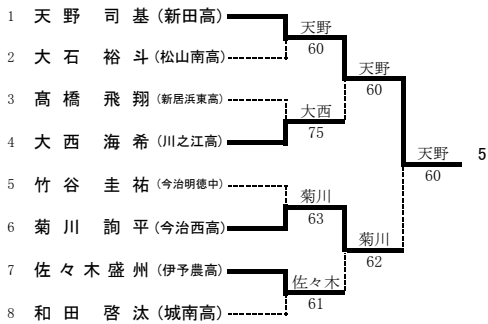 1 天野 司基 (新田高)
天野
60
2 大石 裕斗 (松山南高)
天野
60
3 髙橋 飛翔 (新居浜東高)
大西
75
4 大西 海希 (川之江高)
天野
60
5
5 竹谷 圭祐 (今治明徳中)
菊川
63
6 菊川 詢平 (今治西高)
菊川
62
7 佐々木盛州 (伊予農高)
佐々木
61
8 和田 啓汰 (城南高)